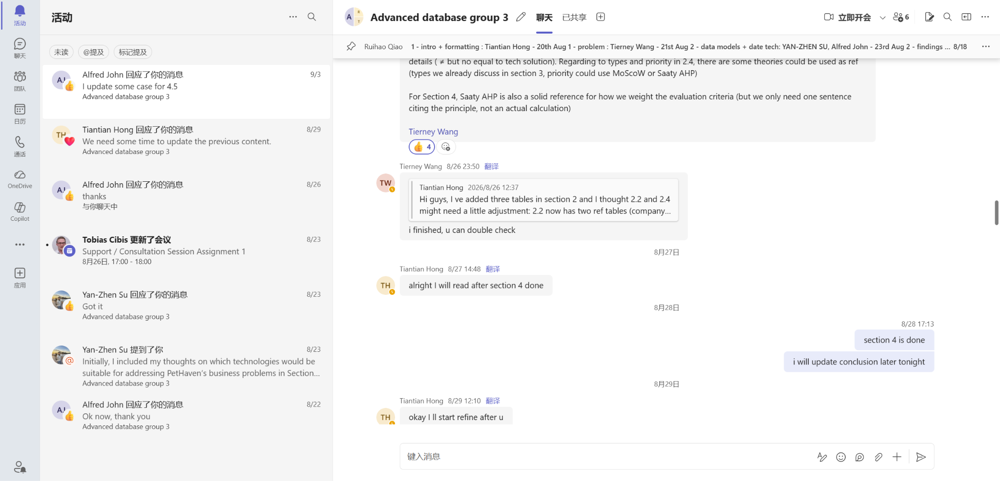 活动
聊天
团队
日历
通话
OneDrive
Copilot
应用
活动
未读
@提及
标记提及
AJ
Alfred John 回应了你的消息
9/3
I update some case for 4.5
Advanced database group 3
TH
Tiantian Hong 回应了你的消息
8/29
We need some time to update the previous content.
Advanced database group 3
AJ
Alfred John 回应了你的消息
8/26
thanks
与你聊天中
Tobias Cibis 更新了会议
8/23
Support / Consultation Session Assignment 1
8月26日, 17:00 - 18:00
Yan-Zhen Su 回应了你的消息
8/23
Got it
Advanced database group 3
Yan-Zhen Su 提到了你
8/23
Initially, I included my thoughts on which technologies would be
suitable for addressing PetHaven's business problems in Section...
Advanced database group 3
AJ
Alfred John 回应了你的消息
8/22
Ok now, thank you
Advanced database group 3
A R T
Advanced database group 3
聊天
已共享
立即开会
6
Ruihao Qiao 1 - intro + formatting : Tiantian Hong - 20th Aug 1 - problem : Tierney Wang - 21st Aug 2 - data models + date tech: YAN-ZHEN SU, Alfred John - 23rd Aug 2 - findings ... 8/18
details ( ≠ but no equal to tech solution). Regarding to types and priority in 2.4, there are some theories could be used as ref
(types we already discuss in section 3, priority could use MoScoW or Saaty AHP)
For Section 4, Saaty AHP is also a solid reference for how we weight the evaluation criteria (but we only need one sentence
citing the principle, not an actual calculation)
Tierney Wang
4
Tierney Wang 8/26 23:50 翻译
TW
Tiantian Hong 2026/8/26 12:37
Hi guys, I ve added three tables in section 2 and I thought 2.2 and 2.4
might need a little adjustment: 2.2 now has two ref tables (company...
i finished, u can double check
8月27日
Tiantian Hong 8/27 14:48 翻译
TH
alright I will read after section 4 done
8月28日
8/28 17:13
section 4 is done
i will update conclusion later tonight
8月29日
Tiantian Hong 8/29 12:10 翻译
TH
okay I ll start refine after u
键入消息